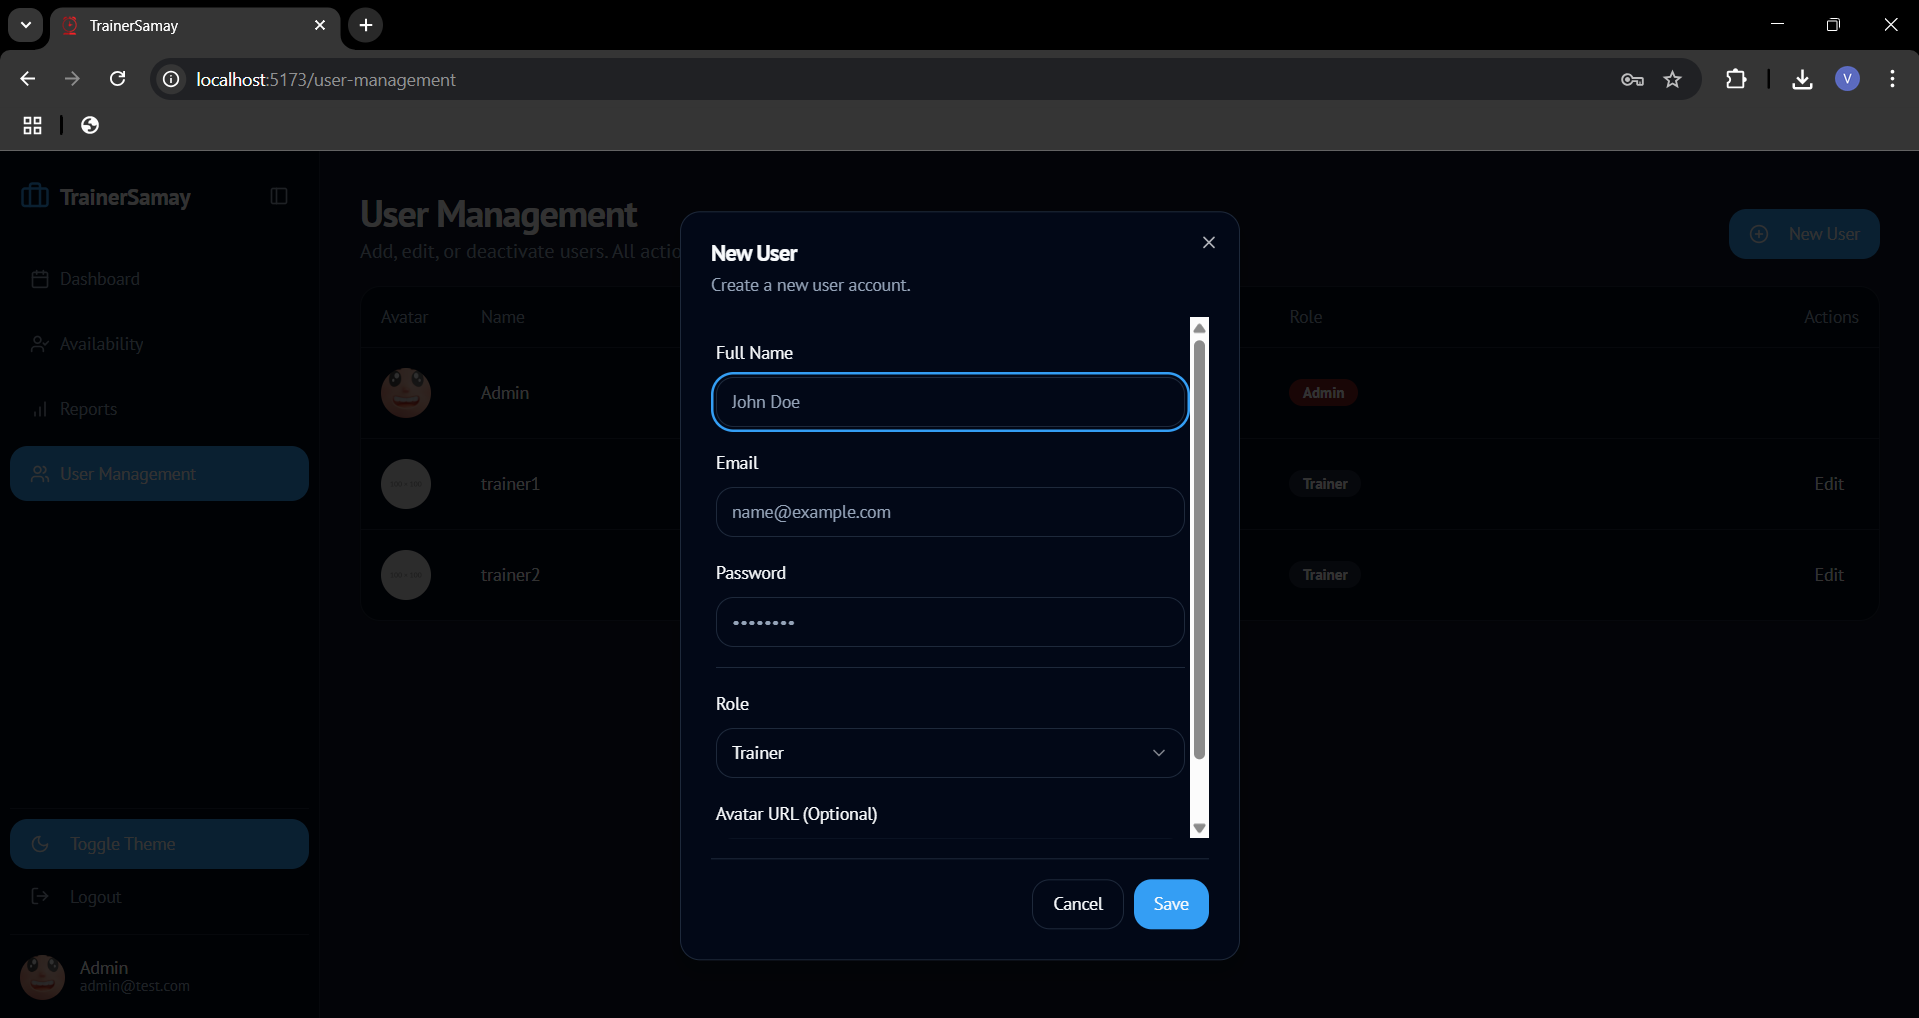 TrainerSamay
localhost:5173/user-management
V
TrainerSamay
Dashboard
Availability
Reports
User Management
Toggle Theme
Logout
Admin
admin@test.com
User Management
Add, edit, or deactivate users. All actio
New User
Avatar Name Role Actions
Admin Admin
trainer1 Trainer Edit
trainer2 Trainer Edit
New User
Create a new user account.
Full Name
John Doe
Email
name@example.com
Password
••••••••
Role
Trainer
Avatar URL (Optional)
Cancel Save